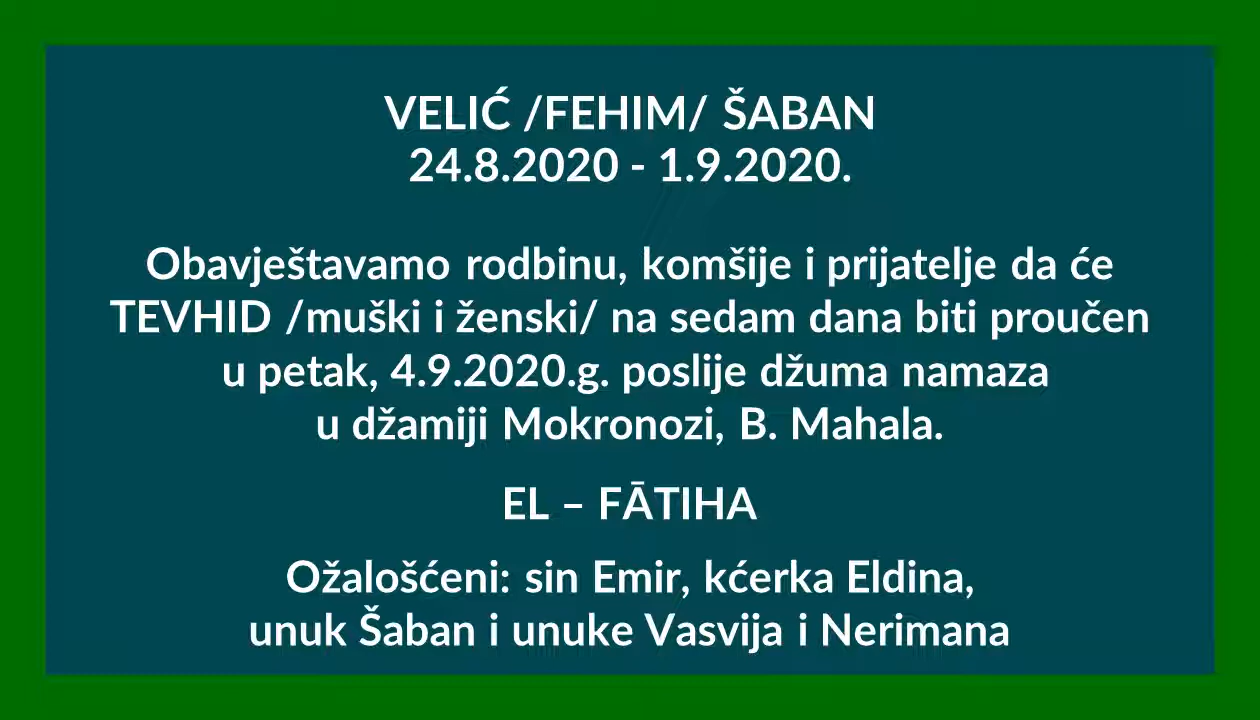 VELIĆ /FEHIM/ ŠABAN
24.8.2020 - 1.9.2020.
Obavještavamo rodbinu, komšije i prijatelje da će
TEVHID /muški i ženski/ na sedam dana biti proučen
u petak, 4.9.2020.g. poslije džuma namaza
u džamiji Mokronozi, B. Mahala.
EL – FĀTIHA
Ožalošćeni: sin Emir, kćerka Eldina,
unuk Šaban i unuke Vasvija i Nerimana